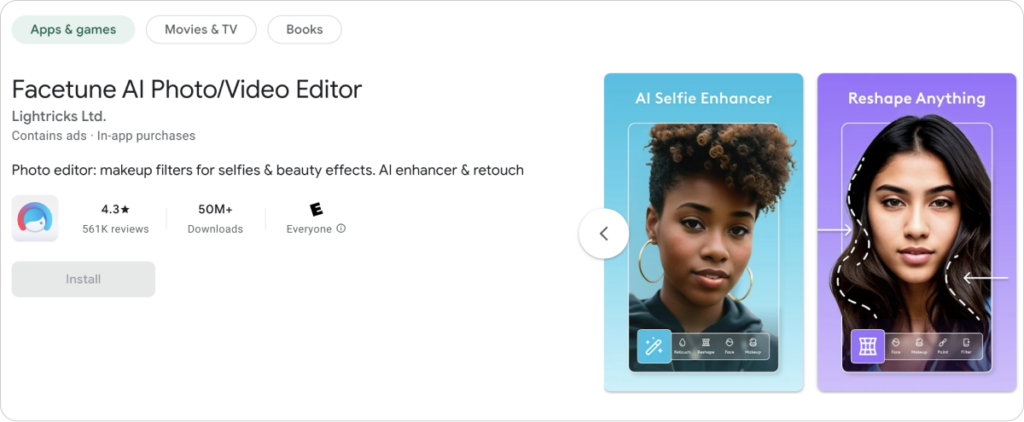 Apps & games
Movies & TV
Books
Facetune AI Photo/Video Editor
Lightricks Ltd.
Contains ads · In-app purchases
Photo editor: makeup filters for selfies & beauty effects. AI enhancer & retouch
4.3★
561K reviews
50M+
Downloads
E
Everyone
Install
AI Selfie Enhancer
Retouch Reshape Face Makeup
Reshape Anything
Face Makeup Paint Filter